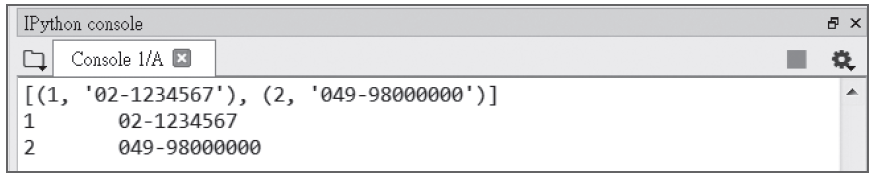 IPython console
Console 1/A
[(1, '02-1234567'), (2, '049-98000000')]
1 02-1234567
2 049-98000000